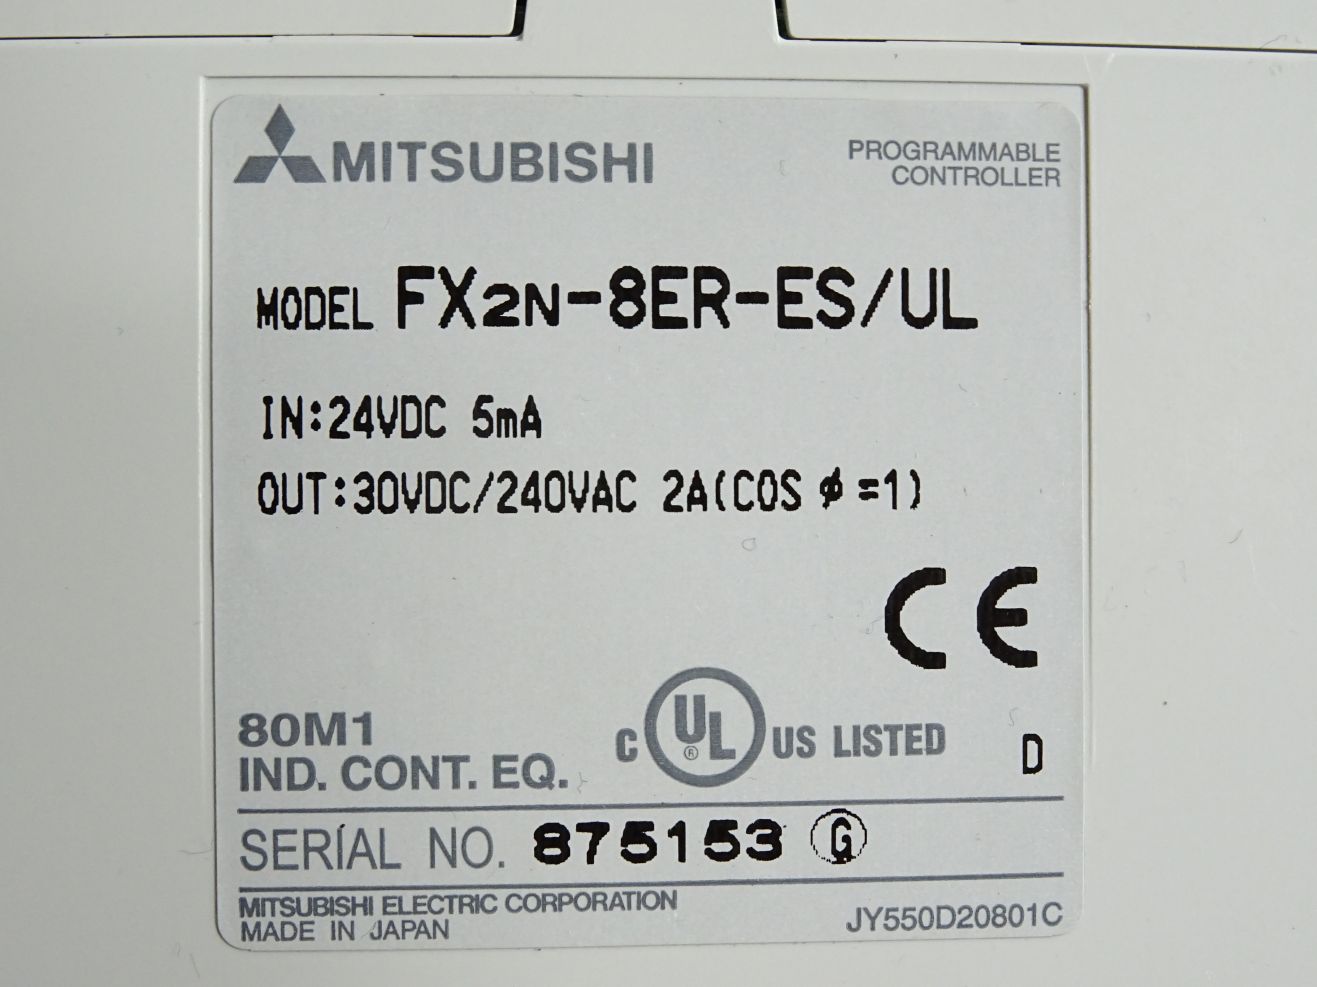 MITSUBISHI
PROGRAMMABLE
CONTROLLER
MODEL FX2N-8ER-ES/UL
IN:24VDC 5mA
OUT:30VDC/240VAC 2A(COS φ =1)
CE
80M1
IND. CONT. EQ.
C UL® US LISTED
D
SERIAL NO. 875153 Ⓖ
MITSUBISHI ELECTRIC CORPORATION
MADE IN JAPAN
JY550D20801C